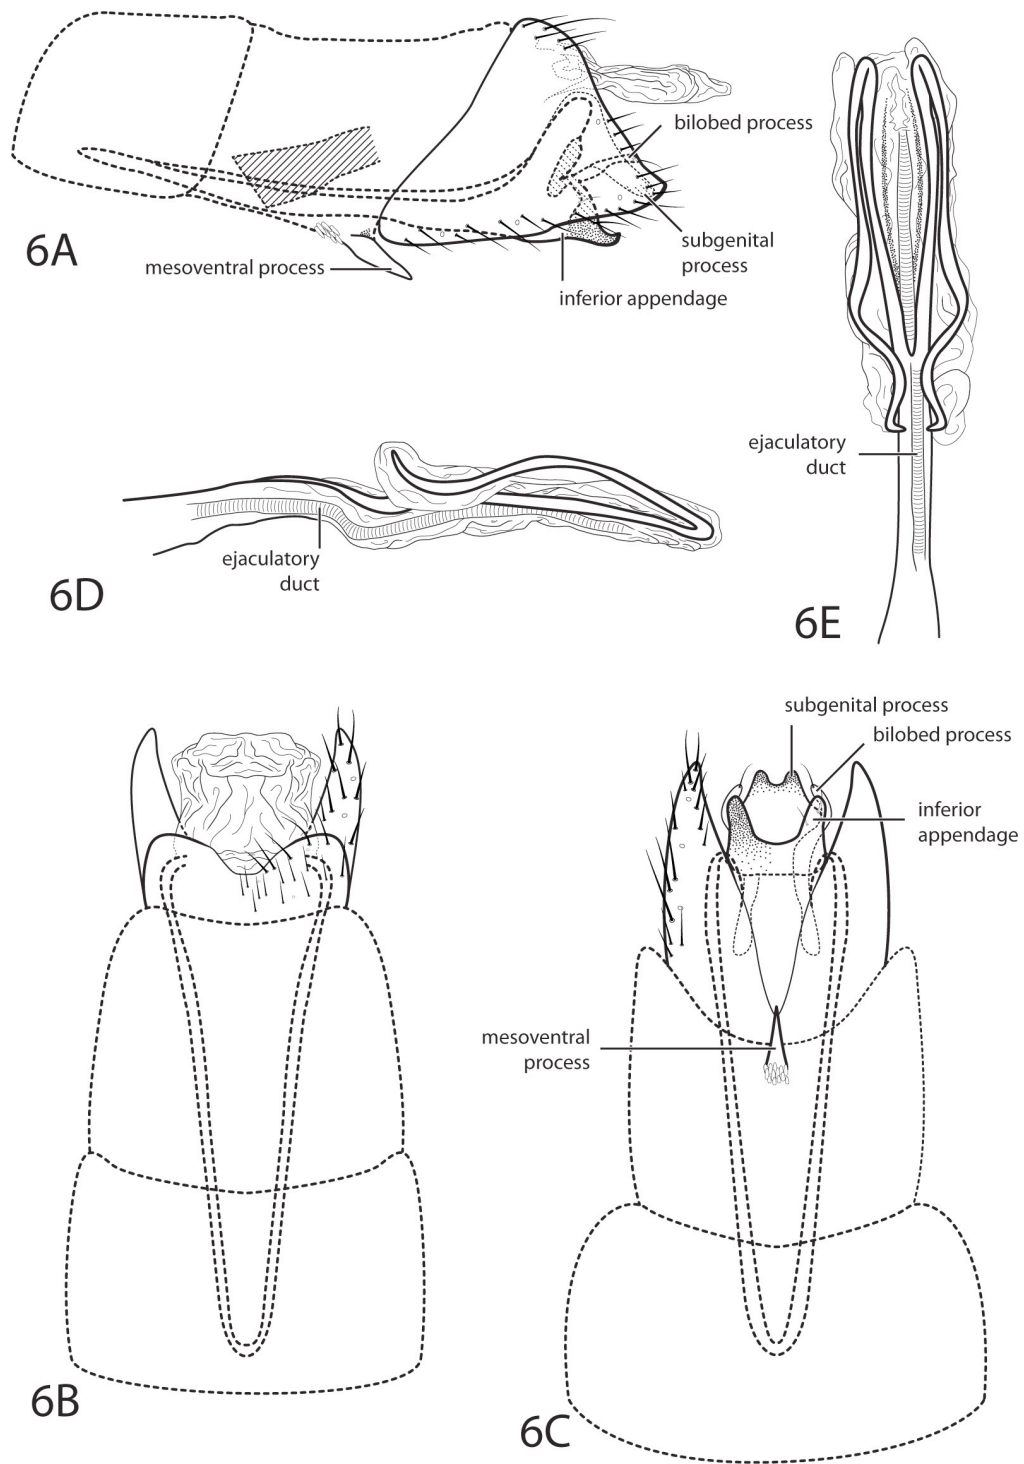 bilobed process
6A
subgenital
process
mesoventral process
inferior appendage
ejaculatory
duct
ejaculatory
duct
6D
6E
subgenital process
bilobed process
inferior
appendage
mesoventral
process
6B
6C